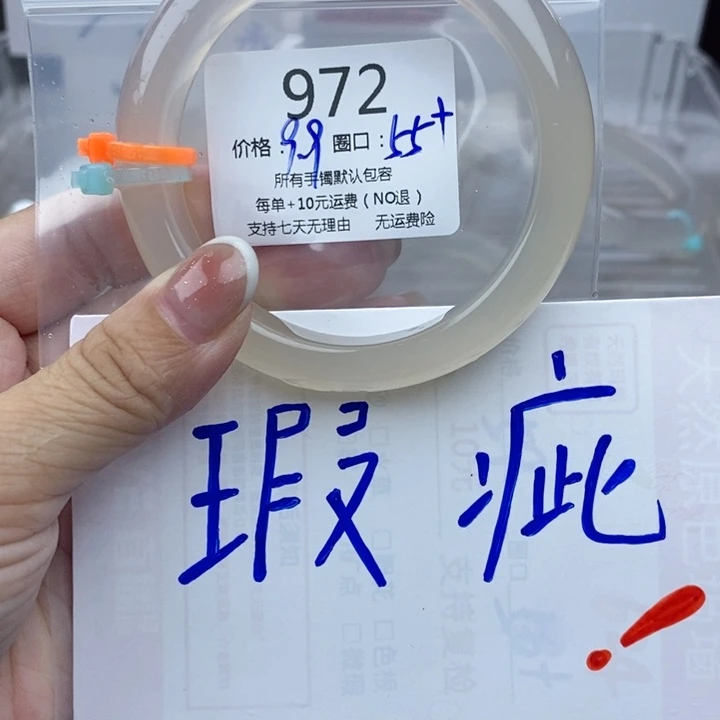 972
价格：99 圈口：55+
所有手镯默认包容
每单+10元运费（NO退）
支持七天无理由 无运费险
瑕疵！